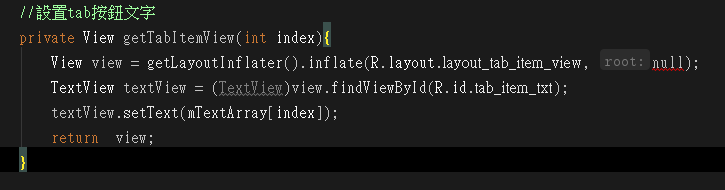 //設置tab按鈕文字
private View getTabItemView(int index){
View view = getLayoutInflater().inflate(R.layout.layout_tab_item_view, root: null);
TextView textView = (TextView)view.findViewById(R.id.tab_item_txt);
textView.setText(mTextArray[index]);
return  view;
}